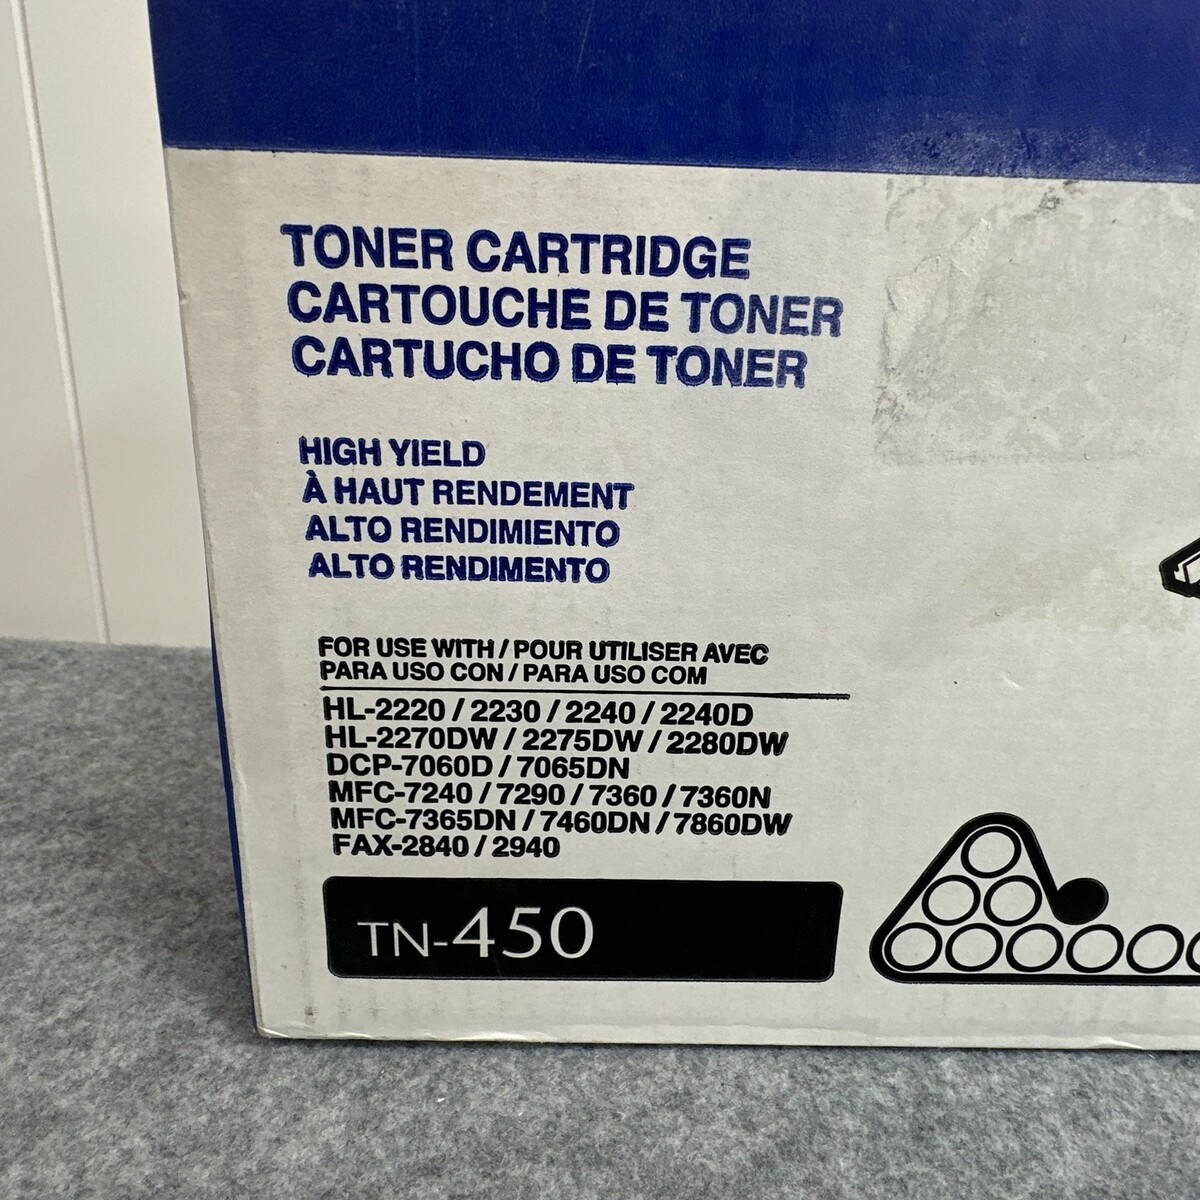 TONER CARTRIDGE
CARTOUCHE DE TONER
CARTUCHO DE TONER
HIGH YIELD
À HAUT RENDEMENT
ALTO RENDIMIENTO
ALTO RENDIMENTO
FOR USE WITH / POUR UTILISER AVEC
PARA USO CON / PARA USO COM
HL-2220 / 2230 / 2240 / 2240D
HL-2270DW / 2275DW / 2280DW
DCP-7060D / 7065DN
MFC-7240 / 7290 / 7360 / 7360N
MFC-7365DN / 7460DN / 7860DW
FAX-2840 / 2940
TN-450